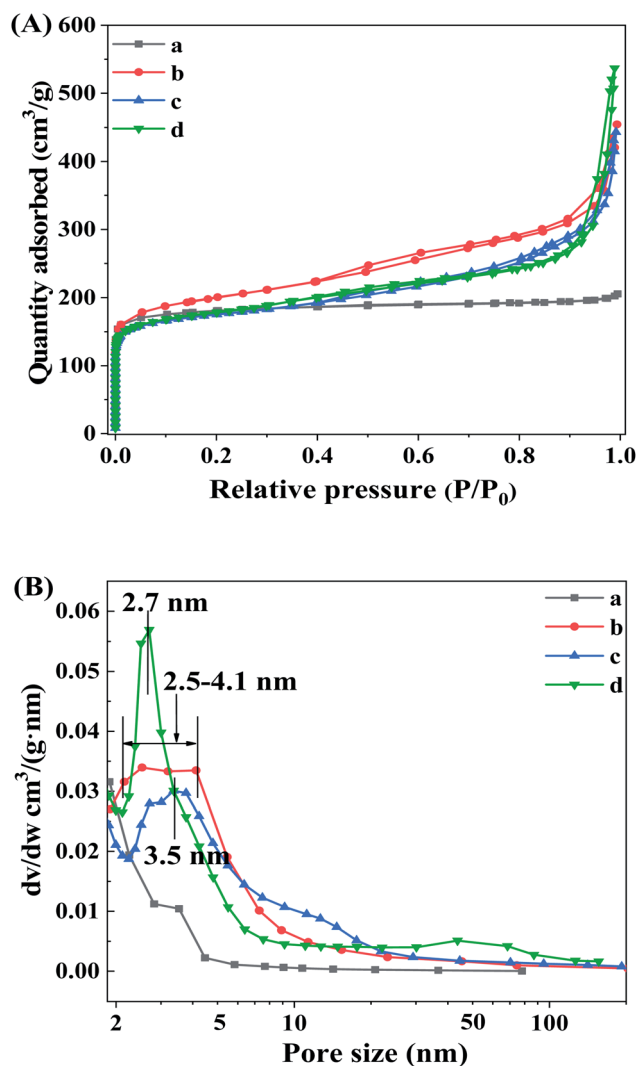 (A)
a
b
c
d
600
500
400
300
200
100
0
Quantity adsorbed (cm³/g)
0.0 0.2 0.4 0.6 0.8 1.0
Relative pressure (P/P₀)
(B)
2.7 nm
a
b
c
d
2.5-4.1 nm
3.5 nm
0.06
0.05
0.04
0.03
0.02
0.01
0.00
dv/dw cm³/(g·nm)
2 5 10 50 100
Pore size (nm)